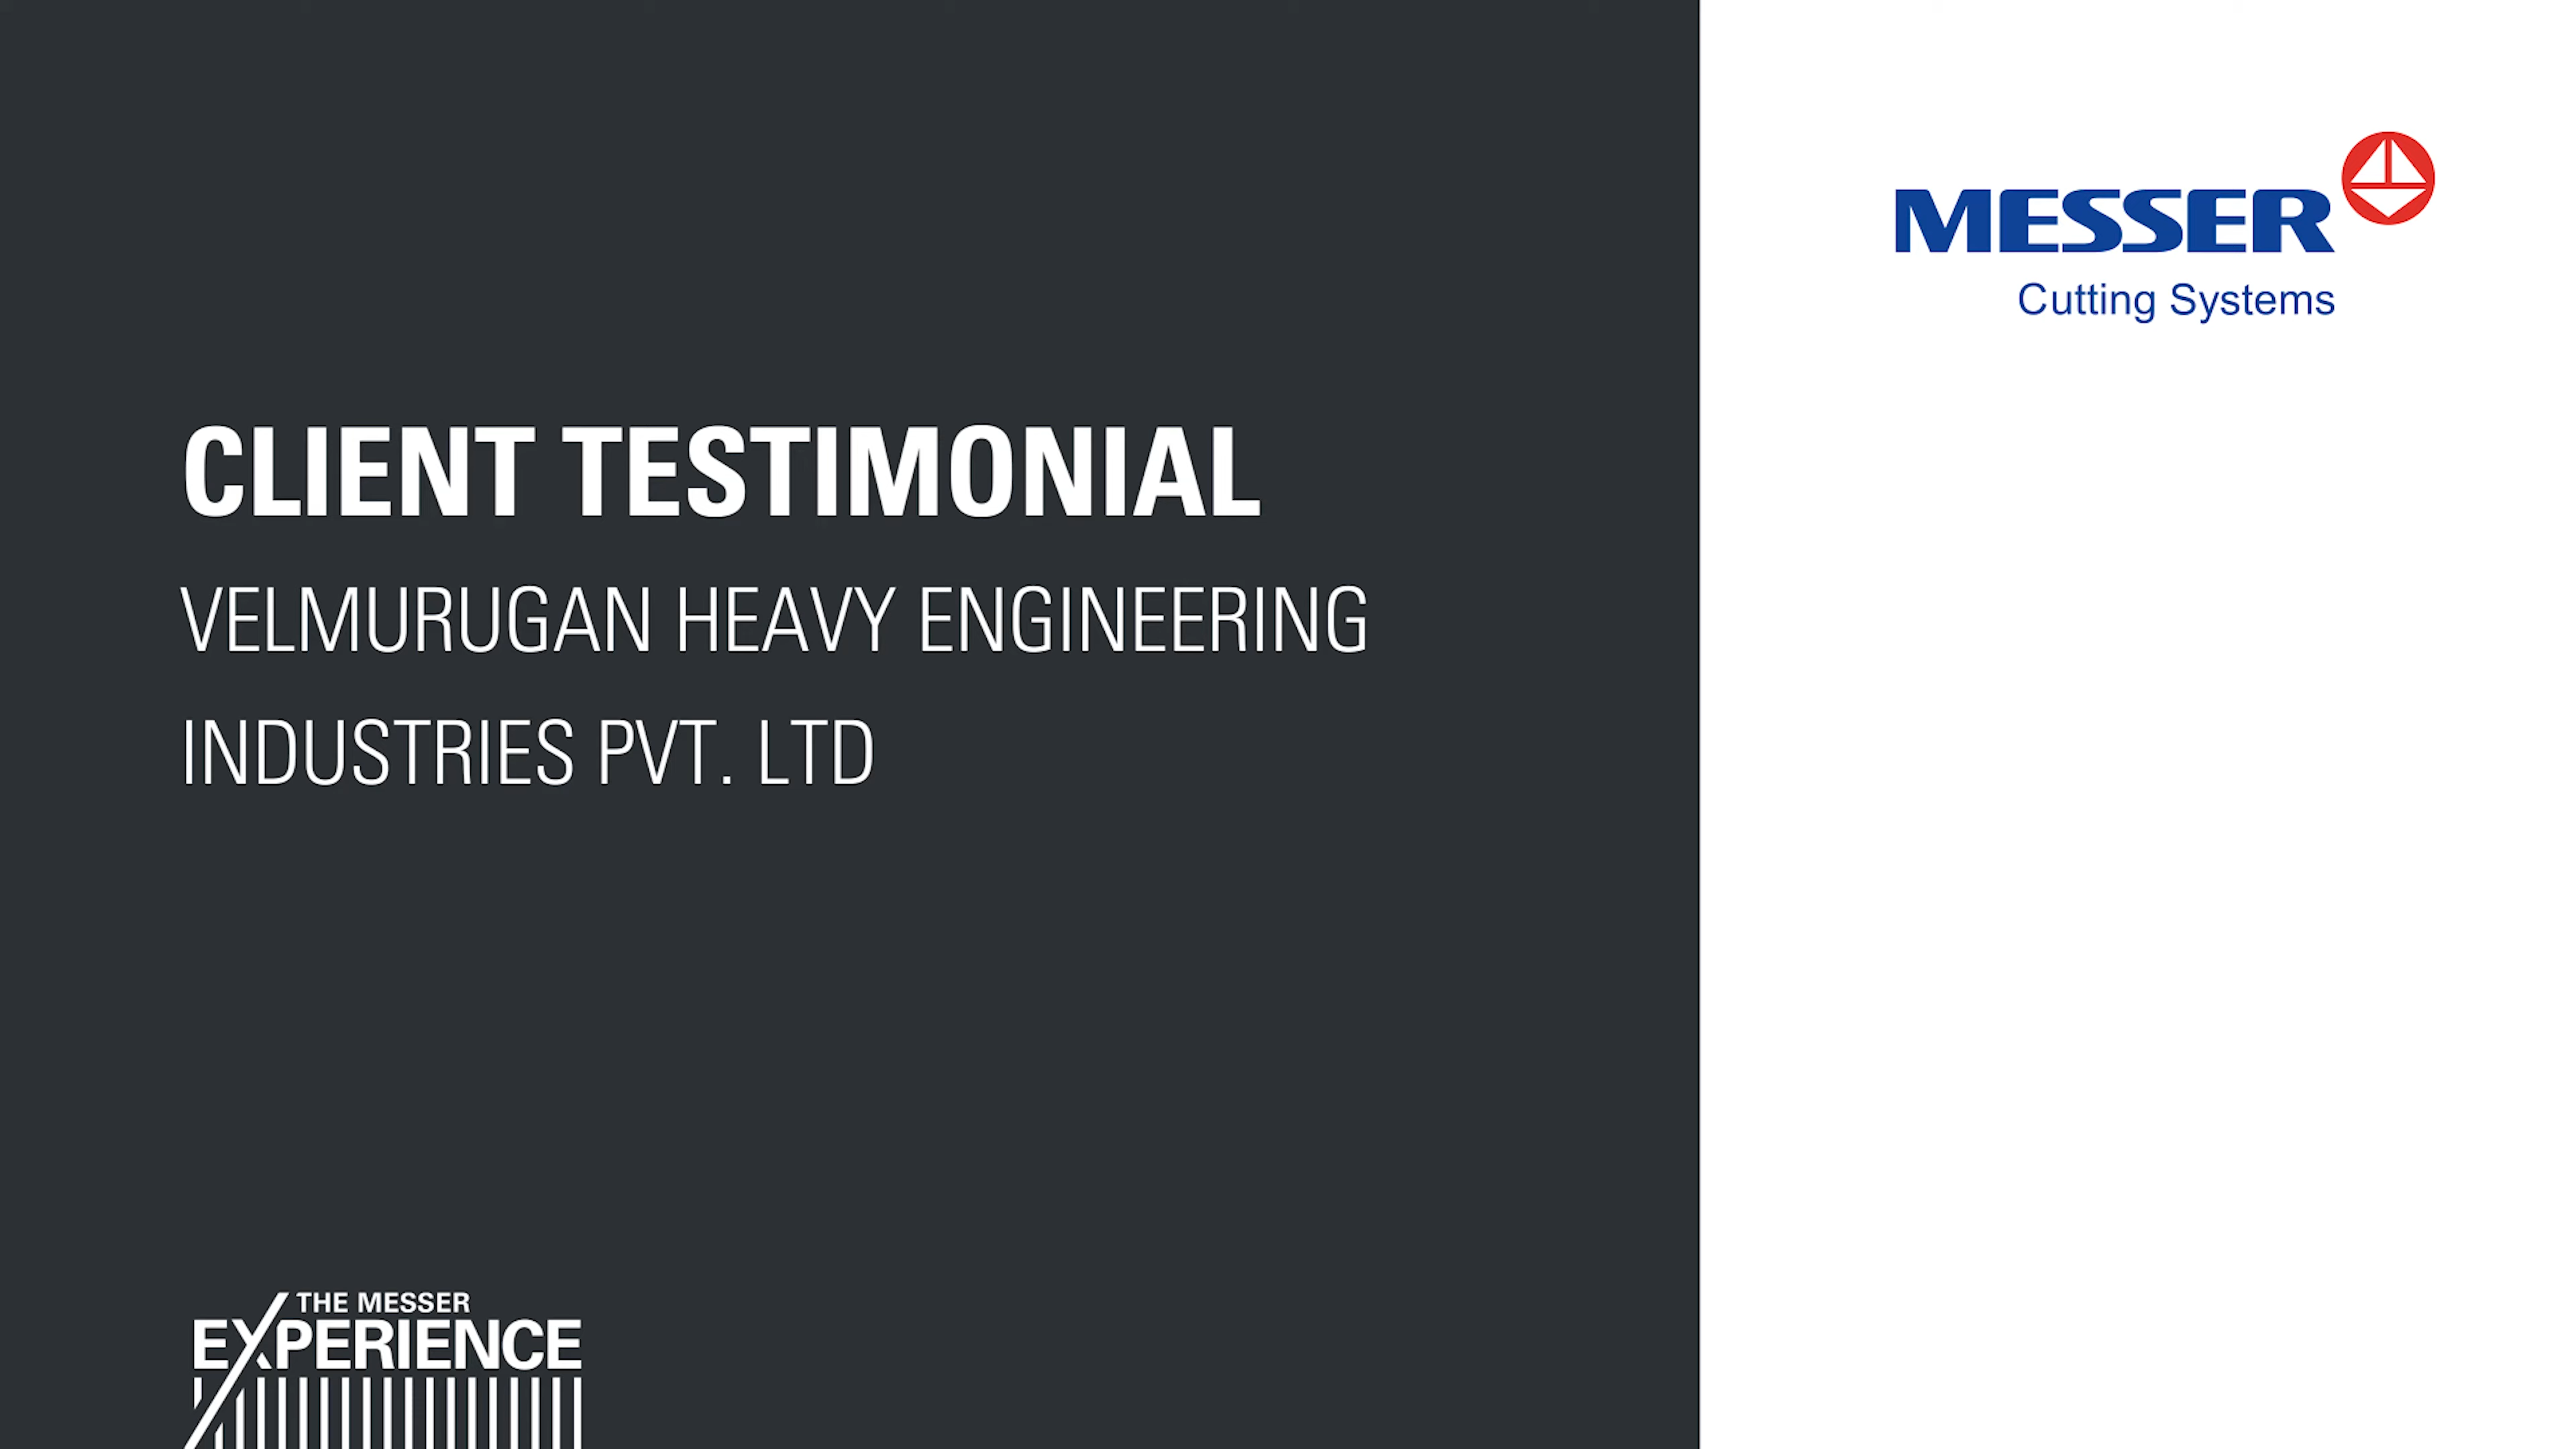 MESSER
Cutting Systems
CLIENT TESTIMONIAL
VELMURUGAN HEAVY ENGINEERING
INDUSTRIES PVT. LTD
THE MESSER
EXPERIENCE